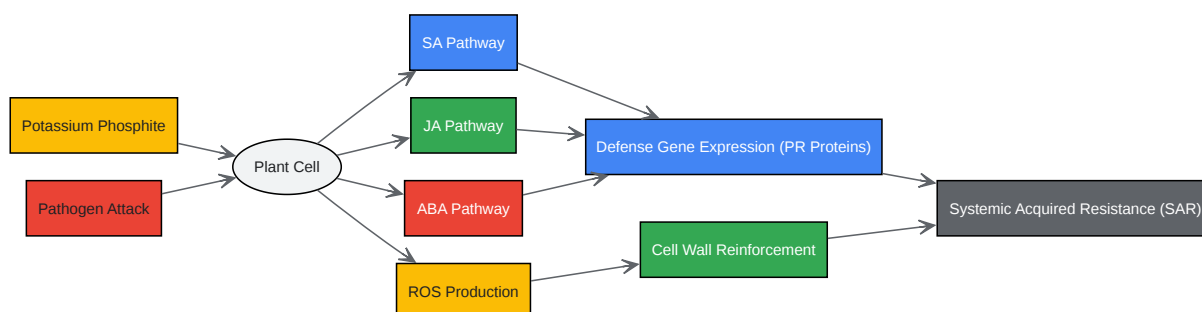 SA Pathway
Potassium Phosphite
JA Pathway
Defense Gene Expression (PR Proteins)
Plant Cell
Pathogen Attack
ABA Pathway
Systemic Acquired Resistance (SAR)
Cell Wall Reinforcement
ROS Production